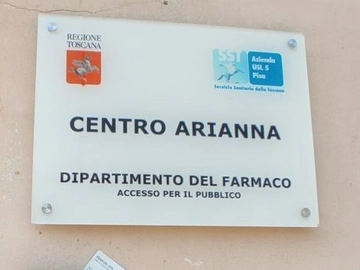 REGIONE
TOSCANA
SST
Azienda
USL 5
Pisa
Servizio Sanitario della Toscana
CENTRO ARIANNA
DIPARTIMENTO DEL FARMACO
ACCESSO PER IL PUBBLICO